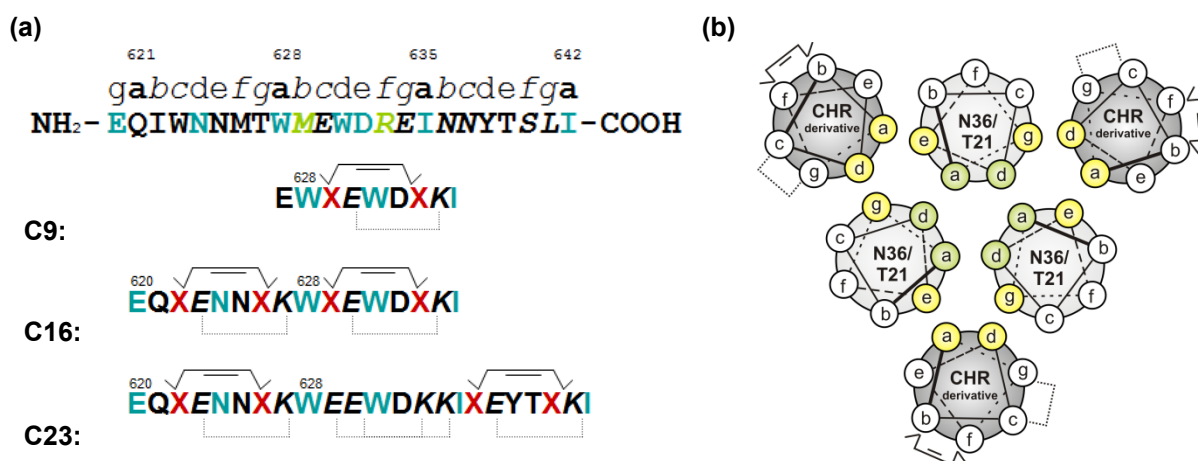 (a)
621 628 635 642
gabcdefgabcdefgabcdefga
NH2- EQIWNNMTWMEWDREINNYTSLI -COOH
628
EWXEWDXKI
C9:
620 628
EQXENNXKWXEWDXKI
C16:
620 628
EQXENNXKWEEWDKKIXEYTXKI
C23:
(b)
b
f e
CHR
derivative
a
c
g d
f
b c
N36/
T21
e g
a d
c
g f
CHR
derivative
d b
a e
g d
c
N36/
T21
a
f e
b
a e
b
N36/
T21
d
g f
c
a d
e g
CHR
derivative
b c
f